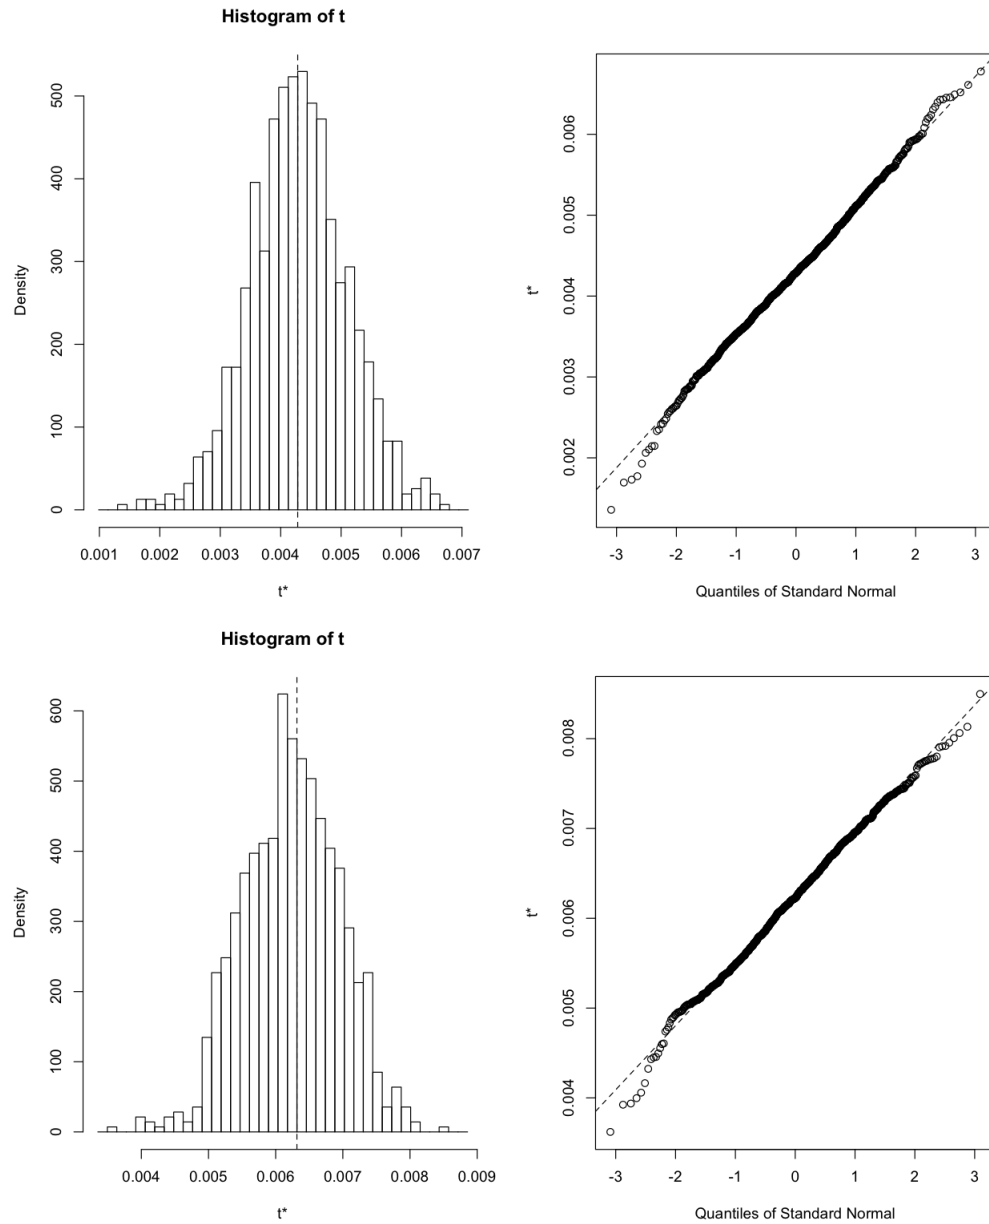 Histogram of t
Density
0 100 200 300 400 500
0.001 0.002 0.003 0.004 0.005 0.006 0.007
t*
t*
0.002 0.003 0.004 0.005 0.006
-3 -2 -1 0 1 2 3
Quantiles of Standard Normal
Histogram of t
Density
0 100 200 300 400 500 600
0.004 0.005 0.006 0.007 0.008 0.009
t*
t*
0.004 0.005 0.006 0.007 0.008
-3 -2 -1 0 1 2 3
Quantiles of Standard Normal